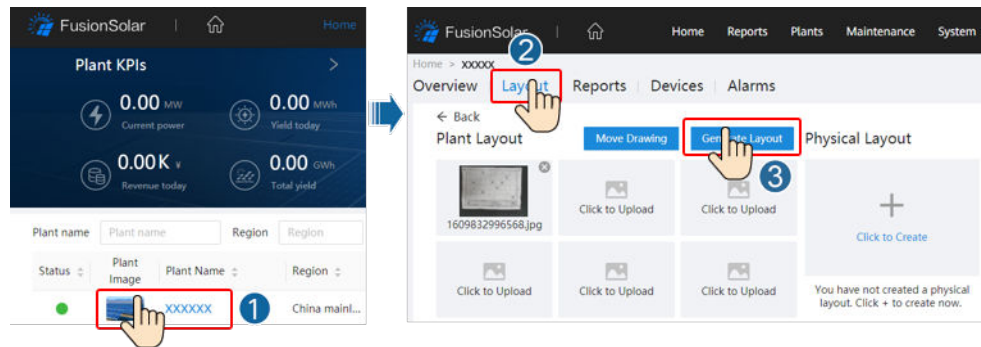 FusionSolar
Home
Plant KPIs
0.00 MW
Current power
0.00 MWh
Yield today
0.00K ¥
Revenue today
0.00 GWh
Total yield
Plant name
Plant name
Region
Region
Status
Plant Image
Plant Name
Region
XXXXXX
1
China mainl...
FusionSolar
Home
Reports
Plants
Maintenance
System
2
Home > XXXXX
Overview
Layout
Reports
Devices
Alarms
← Back
Plant Layout
Move Drawing
Generate Layout
Physical Layout
3
1609832996568.jpg
Click to Upload
Click to Upload
Click to Create
Click to Upload
Click to Upload
Click to Upload
You have not created a physical
layout. Click + to create now.